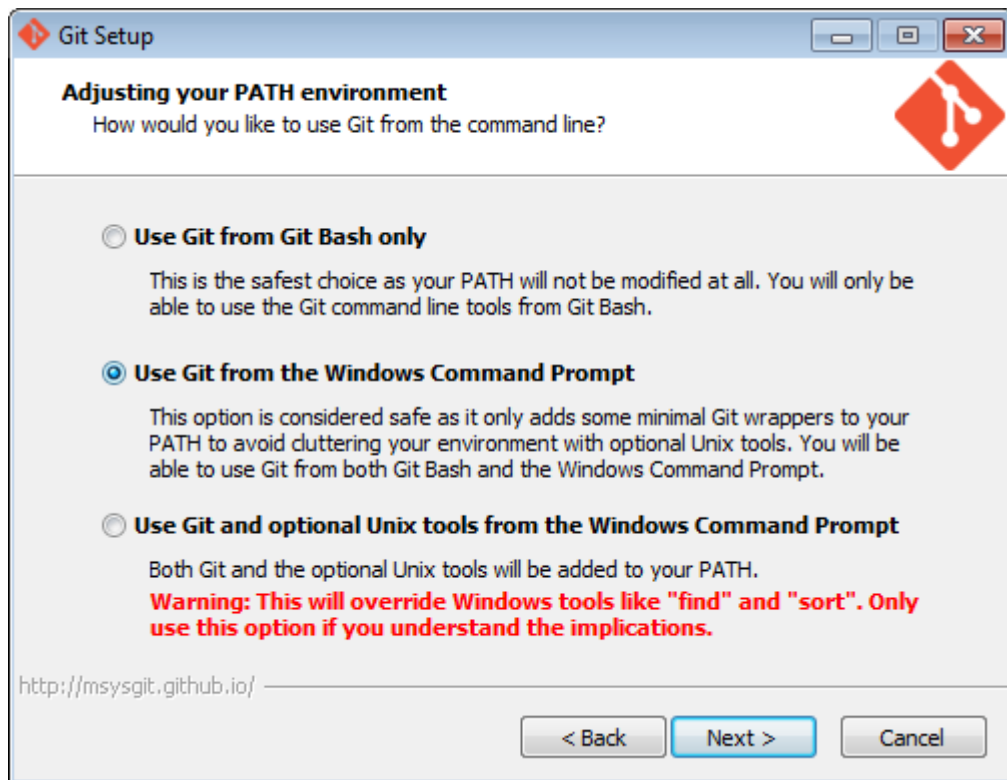 Git Setup
Adjusting your PATH environment
How would you like to use Git from the command line?
Use Git from Git Bash only
This is the safest choice as your PATH will not be modified at all. You will only be
able to use the Git command line tools from Git Bash.
Use Git from the Windows Command Prompt
This option is considered safe as it only adds some minimal Git wrappers to your
PATH to avoid cluttering your environment with optional Unix tools. You will be
able to use Git from both Git Bash and the Windows Command Prompt.
Use Git and optional Unix tools from the Windows Command Prompt
Both Git and the optional Unix tools will be added to your PATH.
Warning: This will override Windows tools like "find" and "sort". Only
use this option if you understand the implications.
http://msysgit.github.io/
< Back Next > Cancel